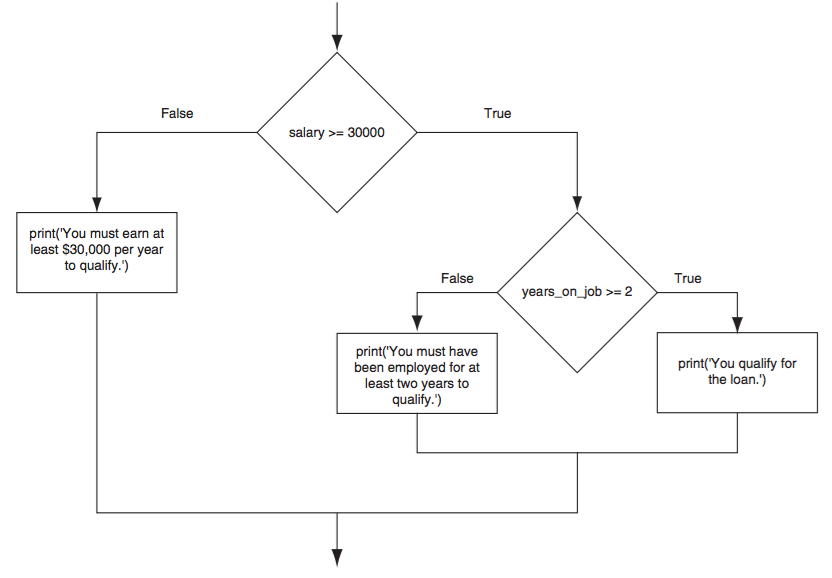 False
True
salary >= 30000
print('You must earn at
least $30,000 per year
to qualify.')
False
True
years_on_job >= 2
print('You must have
been employed for at
least two years to
qualify.')
print('You qualify for
the loan.')